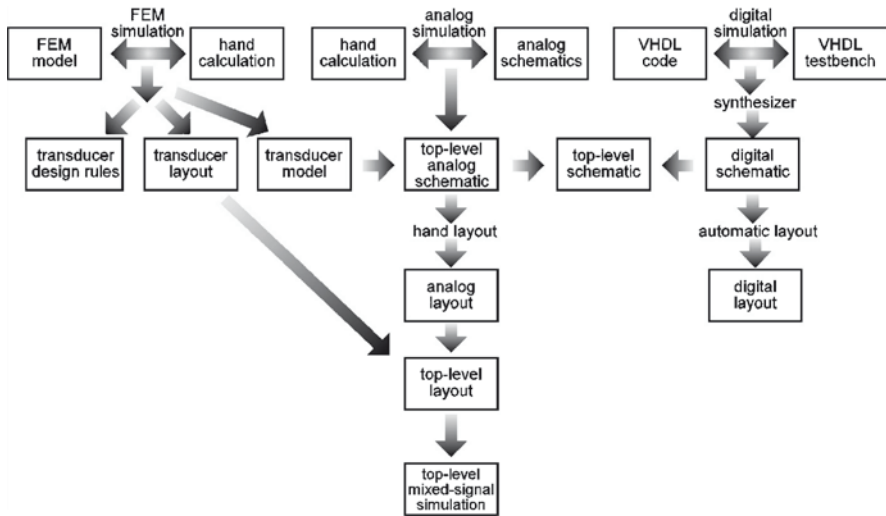 FEM
simulation
FEM
model
hand
calculation
analog
simulation
hand
calculation
analog
schematics
digital
simulation
VHDL
code
VHDL
testbench
synthesizer
transducer
design rules
transducer
layout
transducer
model
top-level
analog
schematic
top-level
schematic
digital
schematic
hand layout
automatic layout
analog
layout
digital
layout
top-level
layout
top-level
mixed-signal
simulation